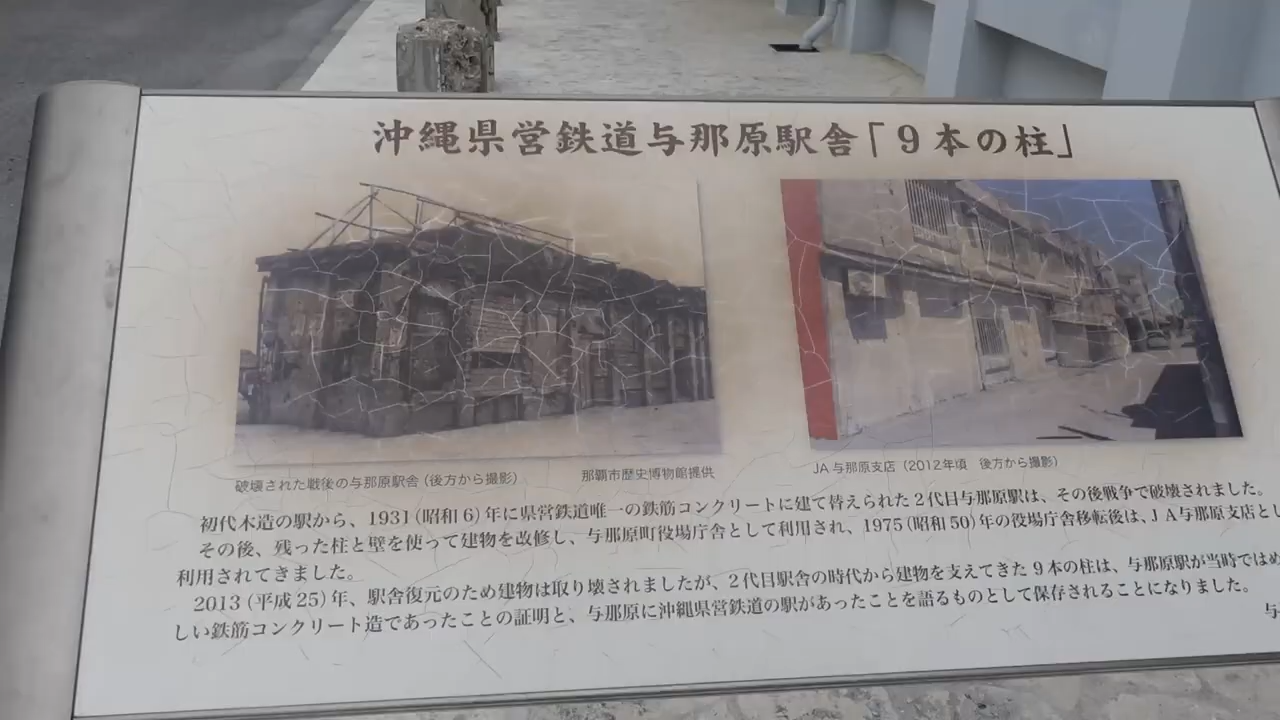 沖縄県営鉄道与那原駅舎「9本の柱」
破壊された戦後の与那原駅舎（後方から撮影）
那覇市歴史博物館提供
JA与那原支店（2012年頃　後方から撮影）
初代木造の駅から、1931（昭和6）年に県営鉄道唯一の鉄筋コンクリートに建て替えられた2代目与那原駅は、その後戦争で破壊されました。
その後、残った柱と壁を使って建物を改修し、与那原町役場庁舎として利用され、1975（昭和50）年の役場庁舎移転後は、JA与那原支店とし
利用されてきました。
2013（平成25）年、駅舎復元のため建物は取り壊されましたが、2代目駅舎の時代から建物を支えてきた9本の柱は、与那原駅が当時ではめ
しい鉄筋コンクリート造であったことの証明と、与那原に沖縄県営鉄道の駅があったことを語るものとして保存されることになりました。
与